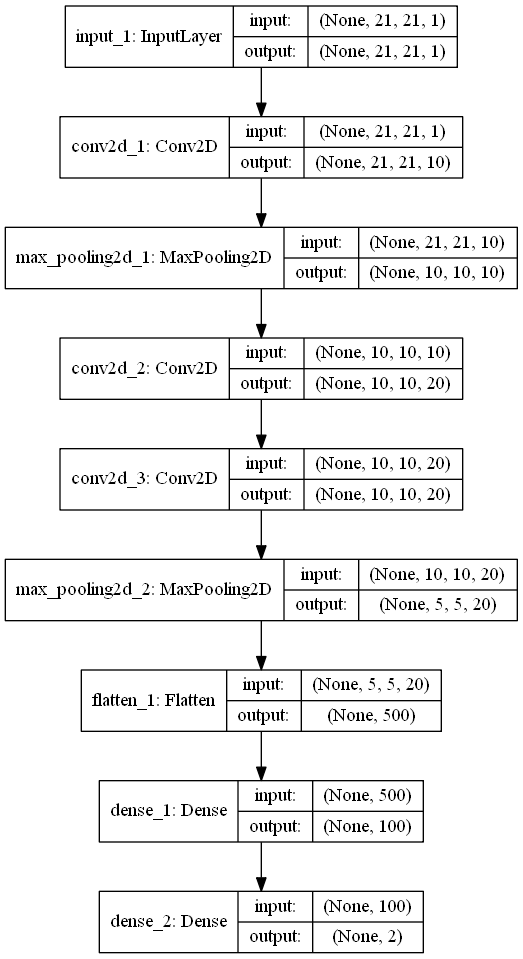 input_1: InputLayer
input: (None, 21, 21, 1)
output: (None, 21, 21, 1)
conv2d_1: Conv2D
input: (None, 21, 21, 1)
output: (None, 21, 21, 10)
max_pooling2d_1: MaxPooling2D
input: (None, 21, 21, 10)
output: (None, 10, 10, 10)
conv2d_2: Conv2D
input: (None, 10, 10, 10)
output: (None, 10, 10, 20)
conv2d_3: Conv2D
input: (None, 10, 10, 20)
output: (None, 10, 10, 20)
max_pooling2d_2: MaxPooling2D
input: (None, 10, 10, 20)
output: (None, 5, 5, 20)
flatten_1: Flatten
input: (None, 5, 5, 20)
output: (None, 500)
dense_1: Dense
input: (None, 500)
output: (None, 100)
dense_2: Dense
input: (None, 100)
output: (None, 2)